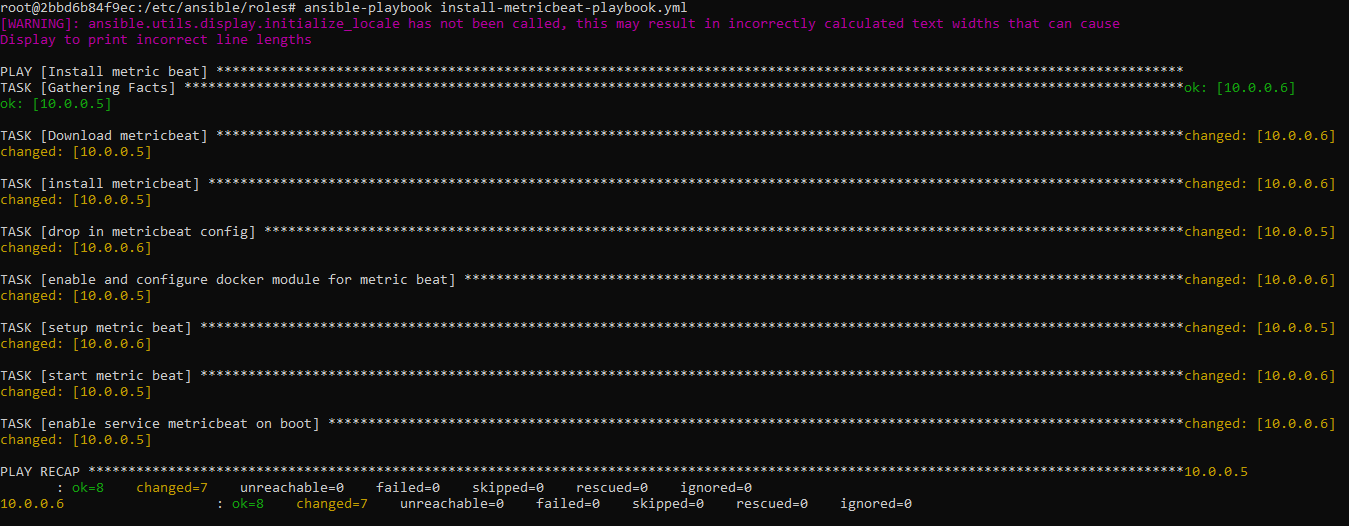 root@2bbd6b84f9ec:/etc/ansible/roles# ansible-playbook install-metricbeat-playbook.yml
[WARNING]: ansible.utils.display.initialize_locale has not been called, this may result in incorrectly calculated text widths that can cause
Display to print incorrect line lengths
PLAY [Install metric beat] *************************************************************************************************************************
TASK [Gathering Facts] *****************************************************************************************************************************ok: [10.0.0.6]
ok: [10.0.0.5]
TASK [Download metricbeat] *************************************************************************************************************************changed: [10.0.0.6]
changed: [10.0.0.5]
TASK [install metricbeat] **************************************************************************************************************************changed: [10.0.0.6]
changed: [10.0.0.5]
TASK [drop in metricbeat config] *******************************************************************************************************************changed: [10.0.0.5]
changed: [10.0.0.6]
TASK [enable and configure docker module for metric beat] ******************************************************************************************changed: [10.0.0.6]
changed: [10.0.0.5]
TASK [setup metric beat] ***************************************************************************************************************************changed: [10.0.0.5]
changed: [10.0.0.6]
TASK [start metric beat] ***************************************************************************************************************************changed: [10.0.0.6]
changed: [10.0.0.5]
TASK [enable service metricbeat on boot] ***********************************************************************************************************changed: [10.0.0.6]
changed: [10.0.0.5]
PLAY RECAP *****************************************************************************************************************************************10.0.0.5
       : ok=8    changed=7    unreachable=0    failed=0    skipped=0    rescued=0    ignored=0
10.0.0.6                   : ok=8    changed=7    unreachable=0    failed=0    skipped=0    rescued=0    ignored=0